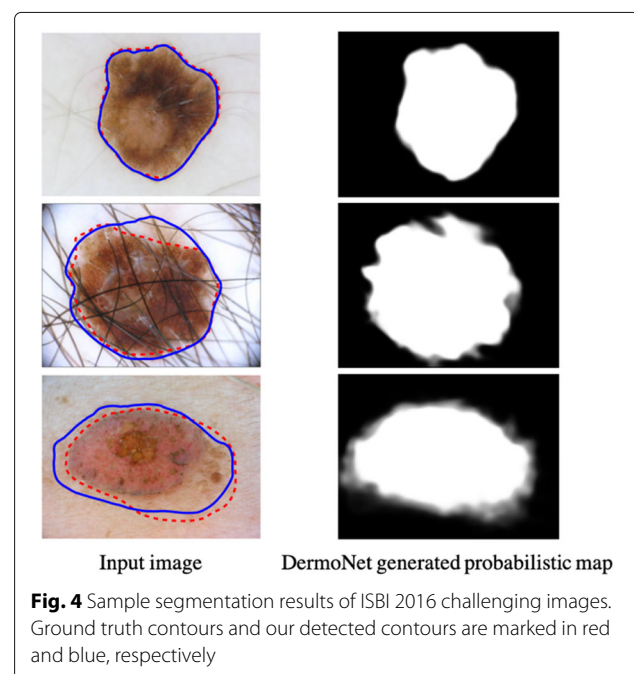 Input image
DermoNet generated probabilistic map
Fig. 4 Sample segmentation results of ISBI 2016 challenging images.
Ground truth contours and our detected contours are marked in red
and blue, respectively